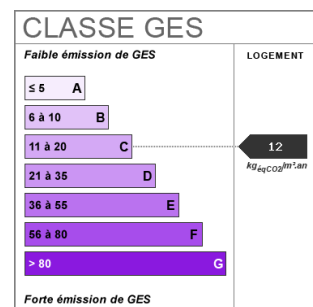 CLASSE GES
Faible émission de GES
LOGEMENT
≤ 5 A
6 à 10 B
11 à 20 C
12
kgéqCO2/m².an
21 à 35 D
36 à 55 E
56 à 80 F
> 80 G
Forte émission de GES